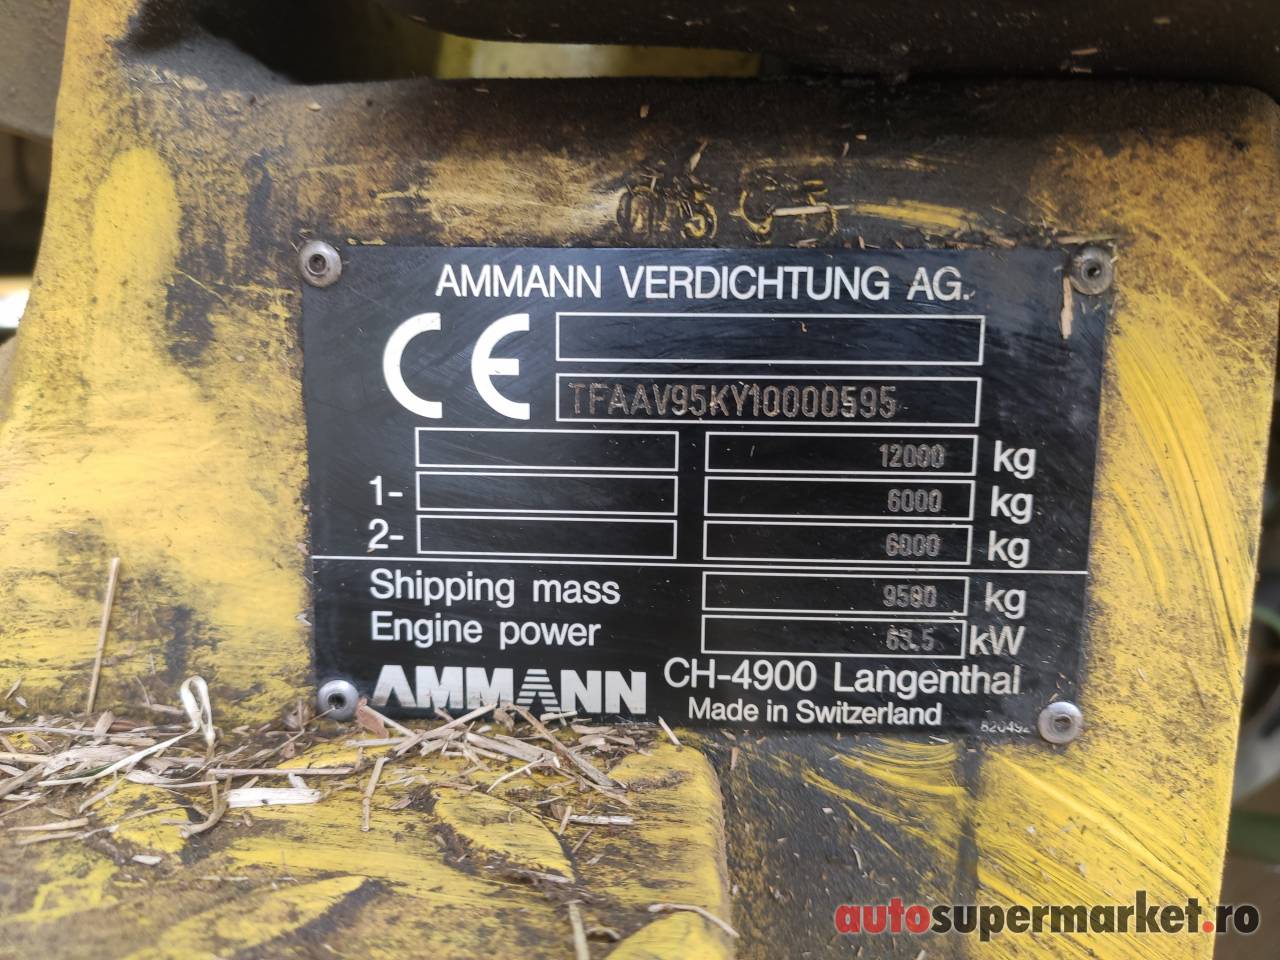 AMMANN VERDICHTUNG AG.
CE
TFAAV95KY10000595
12000 kg
1- 6000 kg
2- 6000 kg
Shipping mass 9580 kg
Engine power 63.5 kW
AMMANN CH-4900 Langenthal
Made in Switzerland
820492
autosupermarket.ro